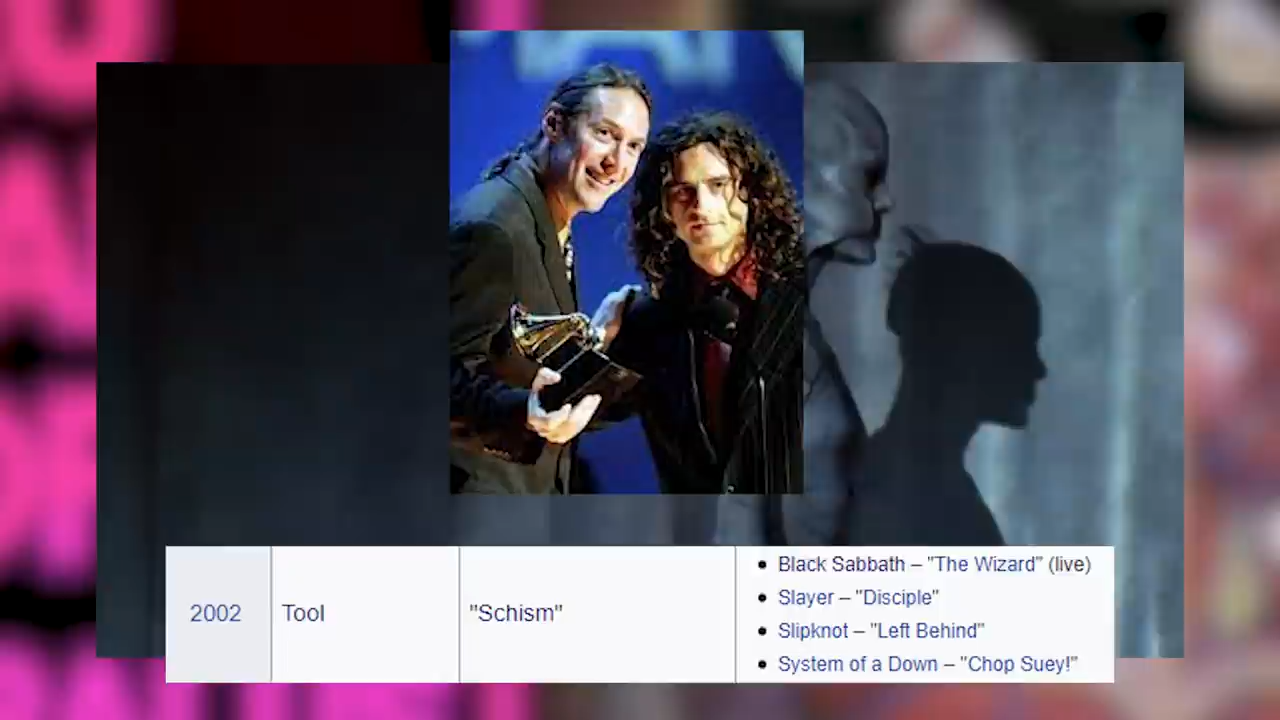 2002
Tool
"Schism"
Black Sabbath – "The Wizard" (live)
Slayer – "Disciple"
Slipknot – "Left Behind"
System of a Down – "Chop Suey!"